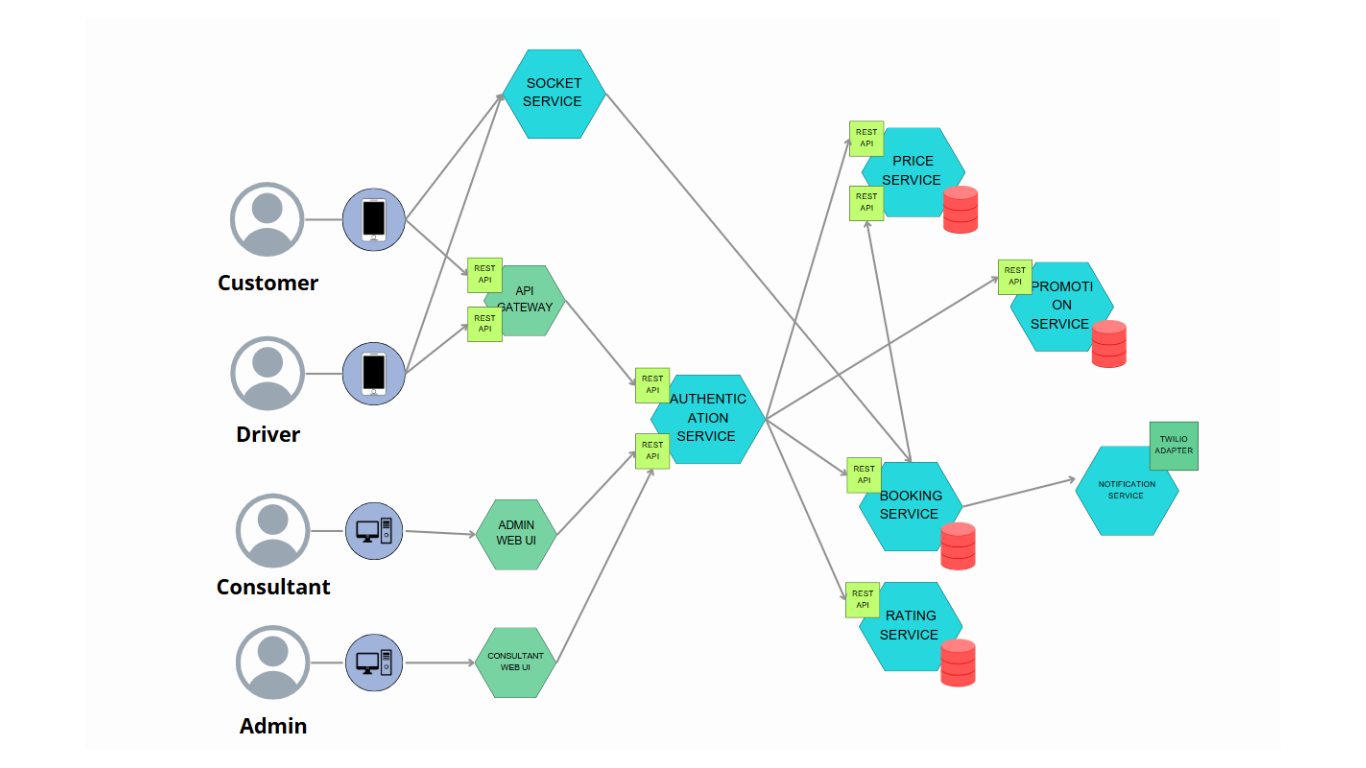 SOCKET
SERVICE
REST
API
PRICE
SERVICE
REST
API
Customer
REST
API
API
GATEWAY
REST
API
REST
API
PROMOTI
ON
SERVICE
Driver
REST
API
AUTHENTIC
ATION
SERVICE
REST
API
TWILIO
ADAPTER
REST
API
BOOKING
SERVICE
NOTIFICATION
SERVICE
ADMIN
WEB UI
Consultant
REST
API
RATING
SERVICE
CONSULTANT
WEB UI
Admin